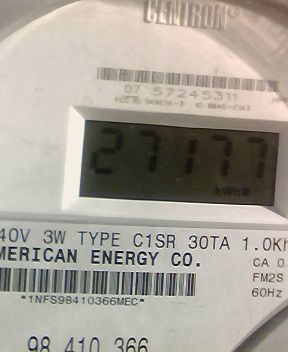 CENTRON®
07 57245311
27177
kWh
40V 3W TYPE C1SR 30TA 1.0Kh
MERICAN ENERGY CO.
CA 0.
FM2S
*1NFS98410366MEC*
60Hz
98 410 366